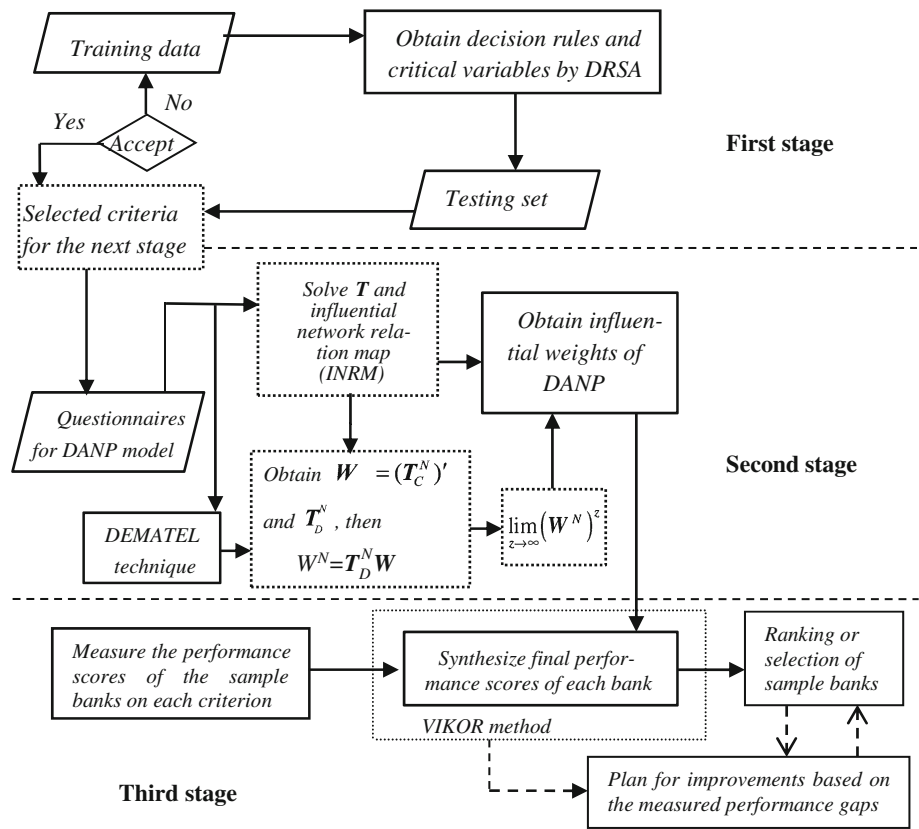 Training data
Obtain decision rules and
critical variables by DRSA
No
Yes
Accept
First stage
Testing set
Selected criteria
for the next stage
Solve T and
influential
network rela-
tion map
(INRM)
Obtain influen-
tial weights of
DANP
Questionnaires
for DANP model
Second stage
Obtain W = (T_C^N)′
and T_D^N, then
W^N=T_D^N W
lim_{z→∞}(W^N)^z
DEMATEL
technique
Measure the performance
scores of the sample
banks on each criterion
Synthesize final perfor-
mance scores of each bank
VIKOR method
Ranking or
selection of
sample banks
Third stage
Plan for improvements based on
the measured performance gaps